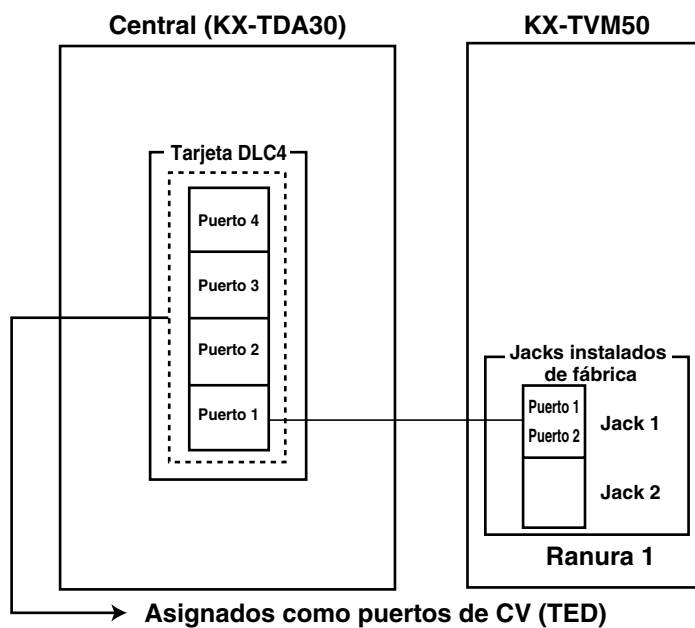 Central (KX-TDA30)
KX-TVM50
Tarjeta DLC4
Puerto 4
Puerto 3
Puerto 2
Puerto 1
Jacks instalados
de fábrica
Puerto 1
Puerto 2
Jack 1
Jack 2
Ranura 1
Asignados como puertos de CV (TED)